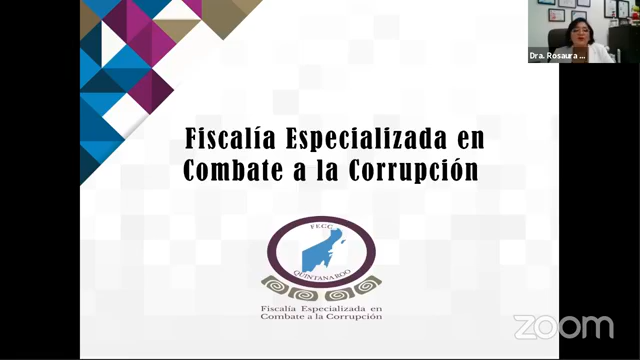 Dra. Rosaura ...
Fiscalía Especializada en
Combate a la Corrupción
FECC
QUINTANA ROO
Fiscalía Especializada en
Combate a la Corrupción
zoom